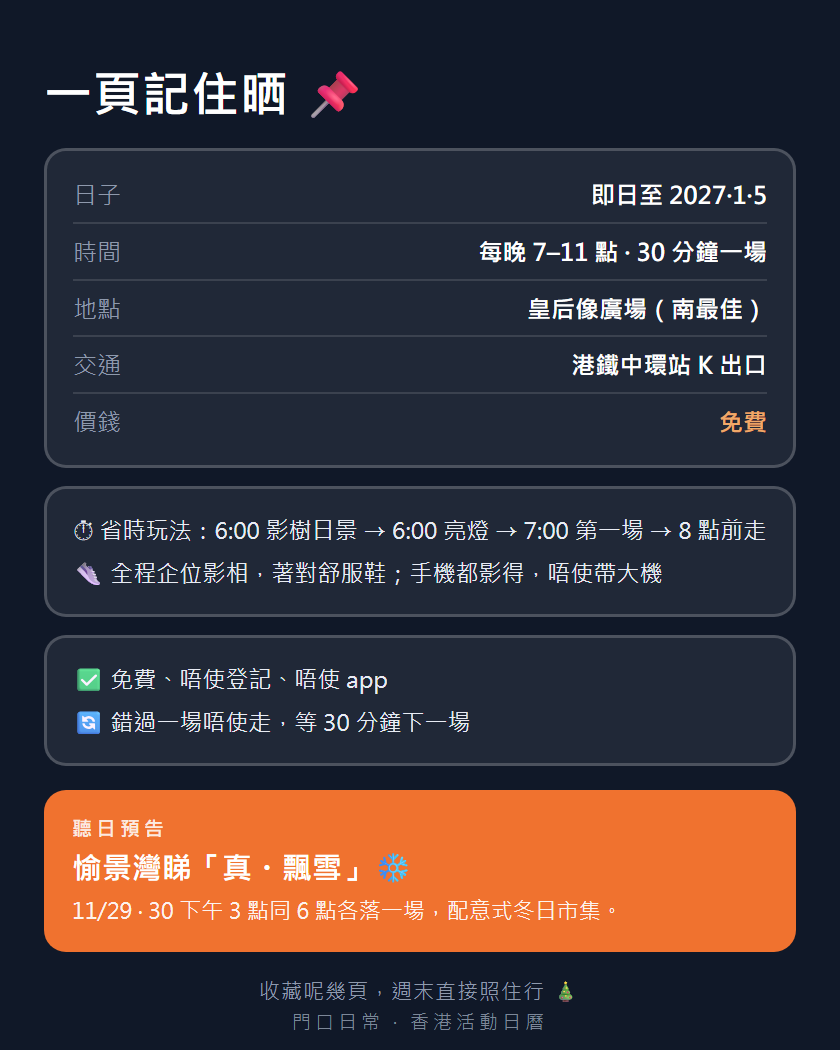 一頁記住晒 📌
日子 即日至 2027·1·5
時間 每晚 7–11 點 · 30 分鐘一場
地點 皇后像廣場（南最佳）
交通 港鐵中環站 K 出口
價錢 免費
⏱ 省時玩法：6:00 影樹日景 → 6:00 亮燈 → 7:00 第一場 → 8 點前走
👟 全程企位影相，著對舒服鞋；手機都影得，唔使帶大機
✅ 免費、唔使登記、唔使 app
🔄 錯過一場唔使走，等 30 分鐘下一場
聽日預告
愉景灣睇「真・飄雪」❄️
11/29 · 30 下午 3 點同 6 點各落一場，配意式冬日市集。
收藏呢幾頁，週末直接照住行 🎄
門口日常 · 香港活動日曆